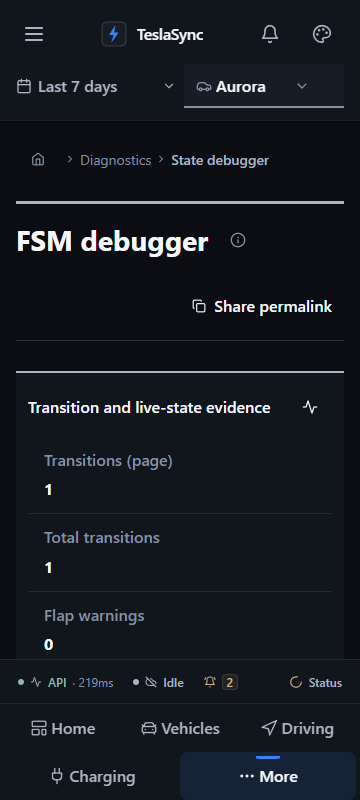 TeslaSync
Last 7 days
Aurora
Diagnostics
State debugger
FSM debugger
Share permalink
Transition and live-state evidence
Transitions (page)
1
Total transitions
1
Flap warnings
0
API · 219ms
Idle
2
Status
Home
Vehicles
Driving
Charging
More